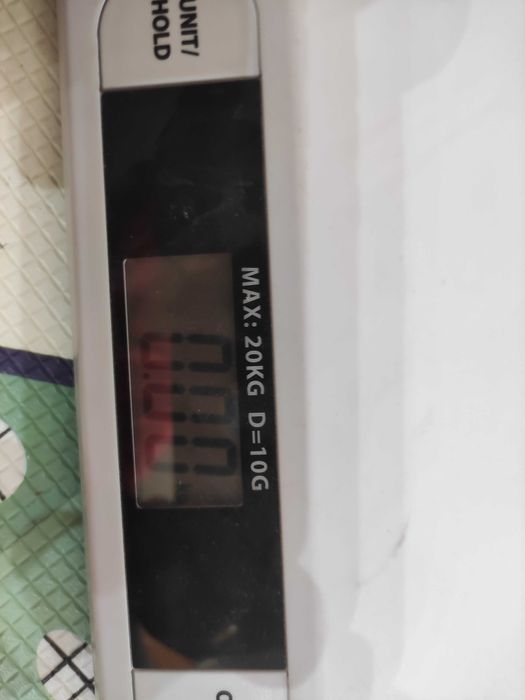 UNIT/
HOLD
MAX: 20KG D=10G
0.00